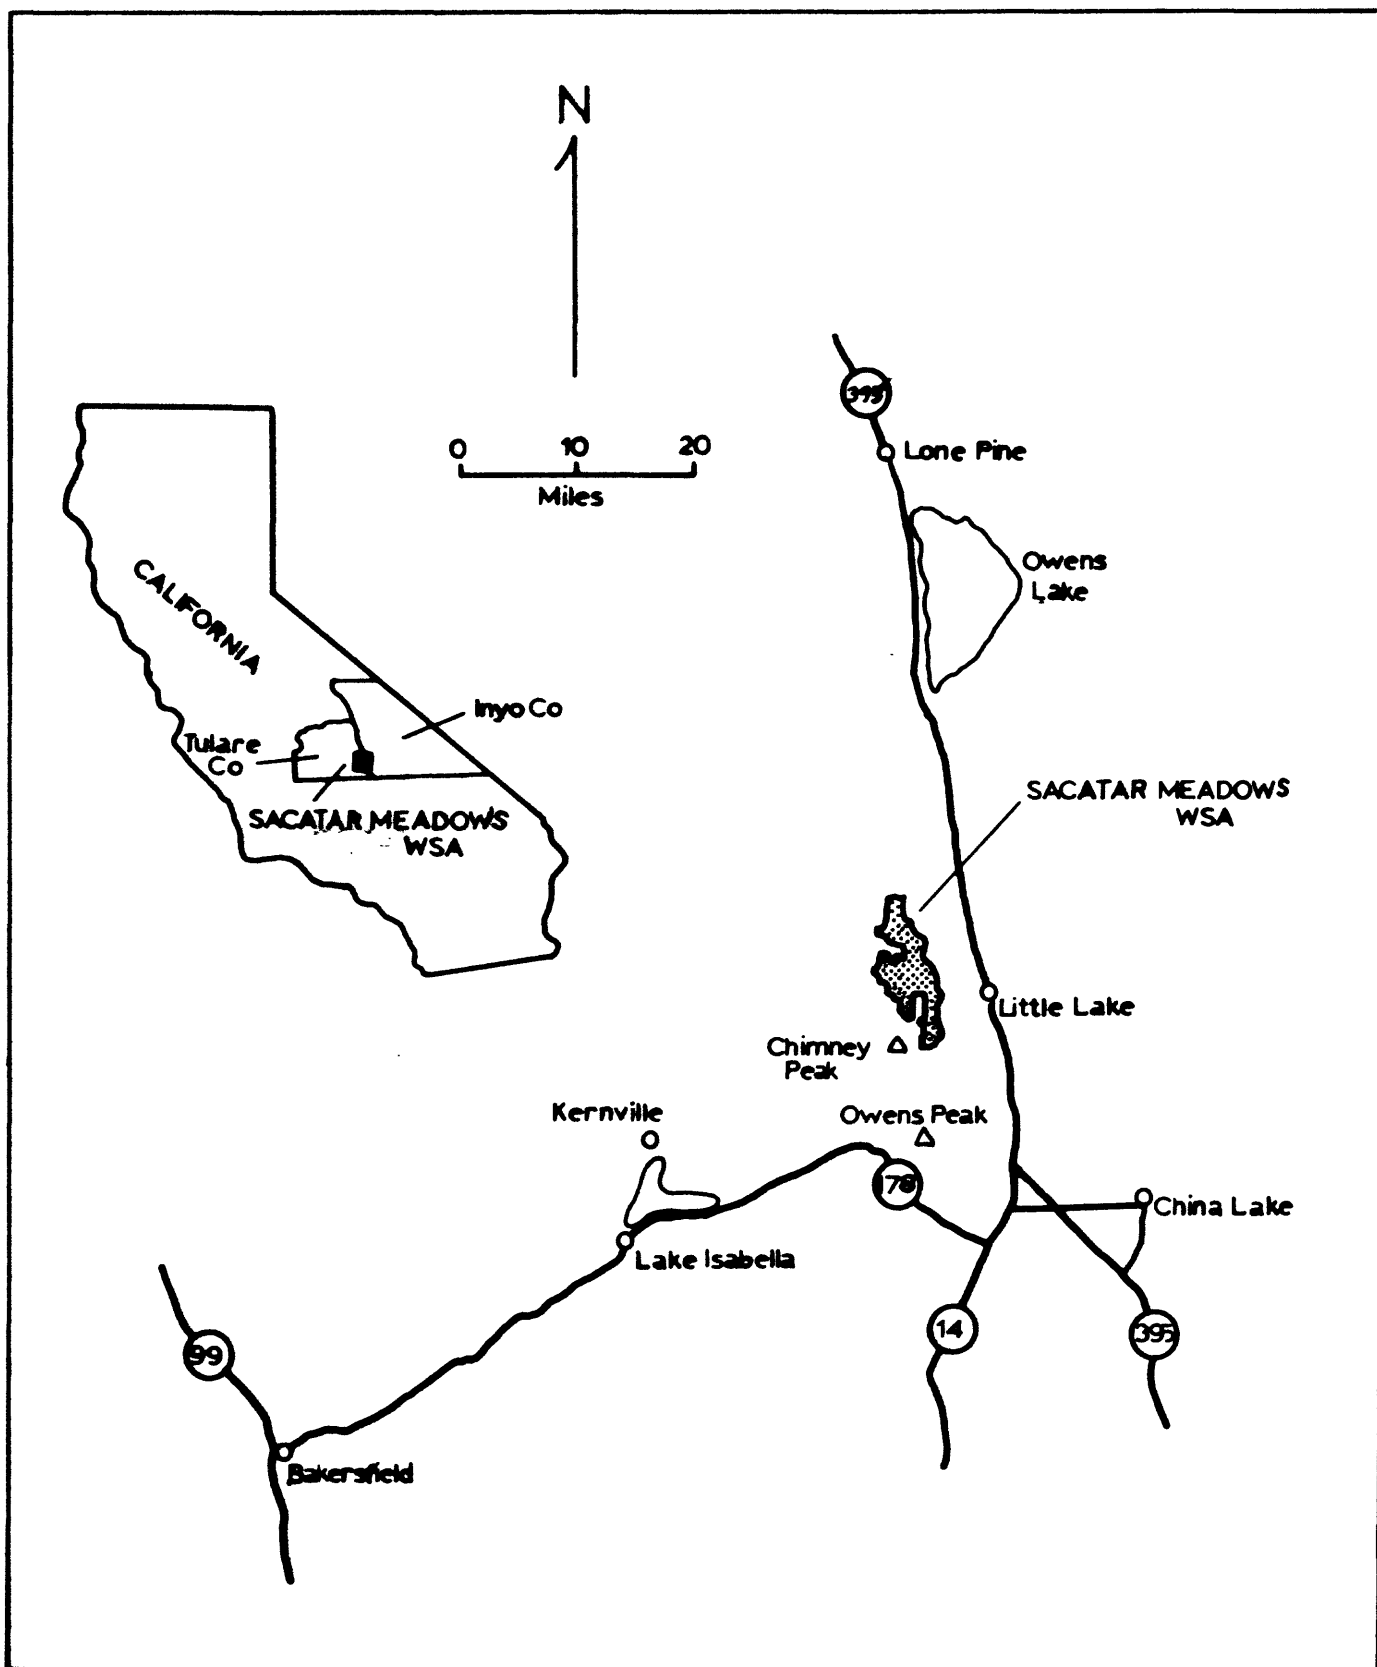 N
395
Lone Pine
0 10 20
Miles
Owens
Lake
CALIFORNIA
Inyo Co
Tulare
Co
SACATAR MEADOWS
WSA
SACATAR MEADOWS
WSA
Little Lake
Chimney
Peak
Kernville
Owens Peak
178
China Lake
Lake Isabella
14
395
99
Bakersfield